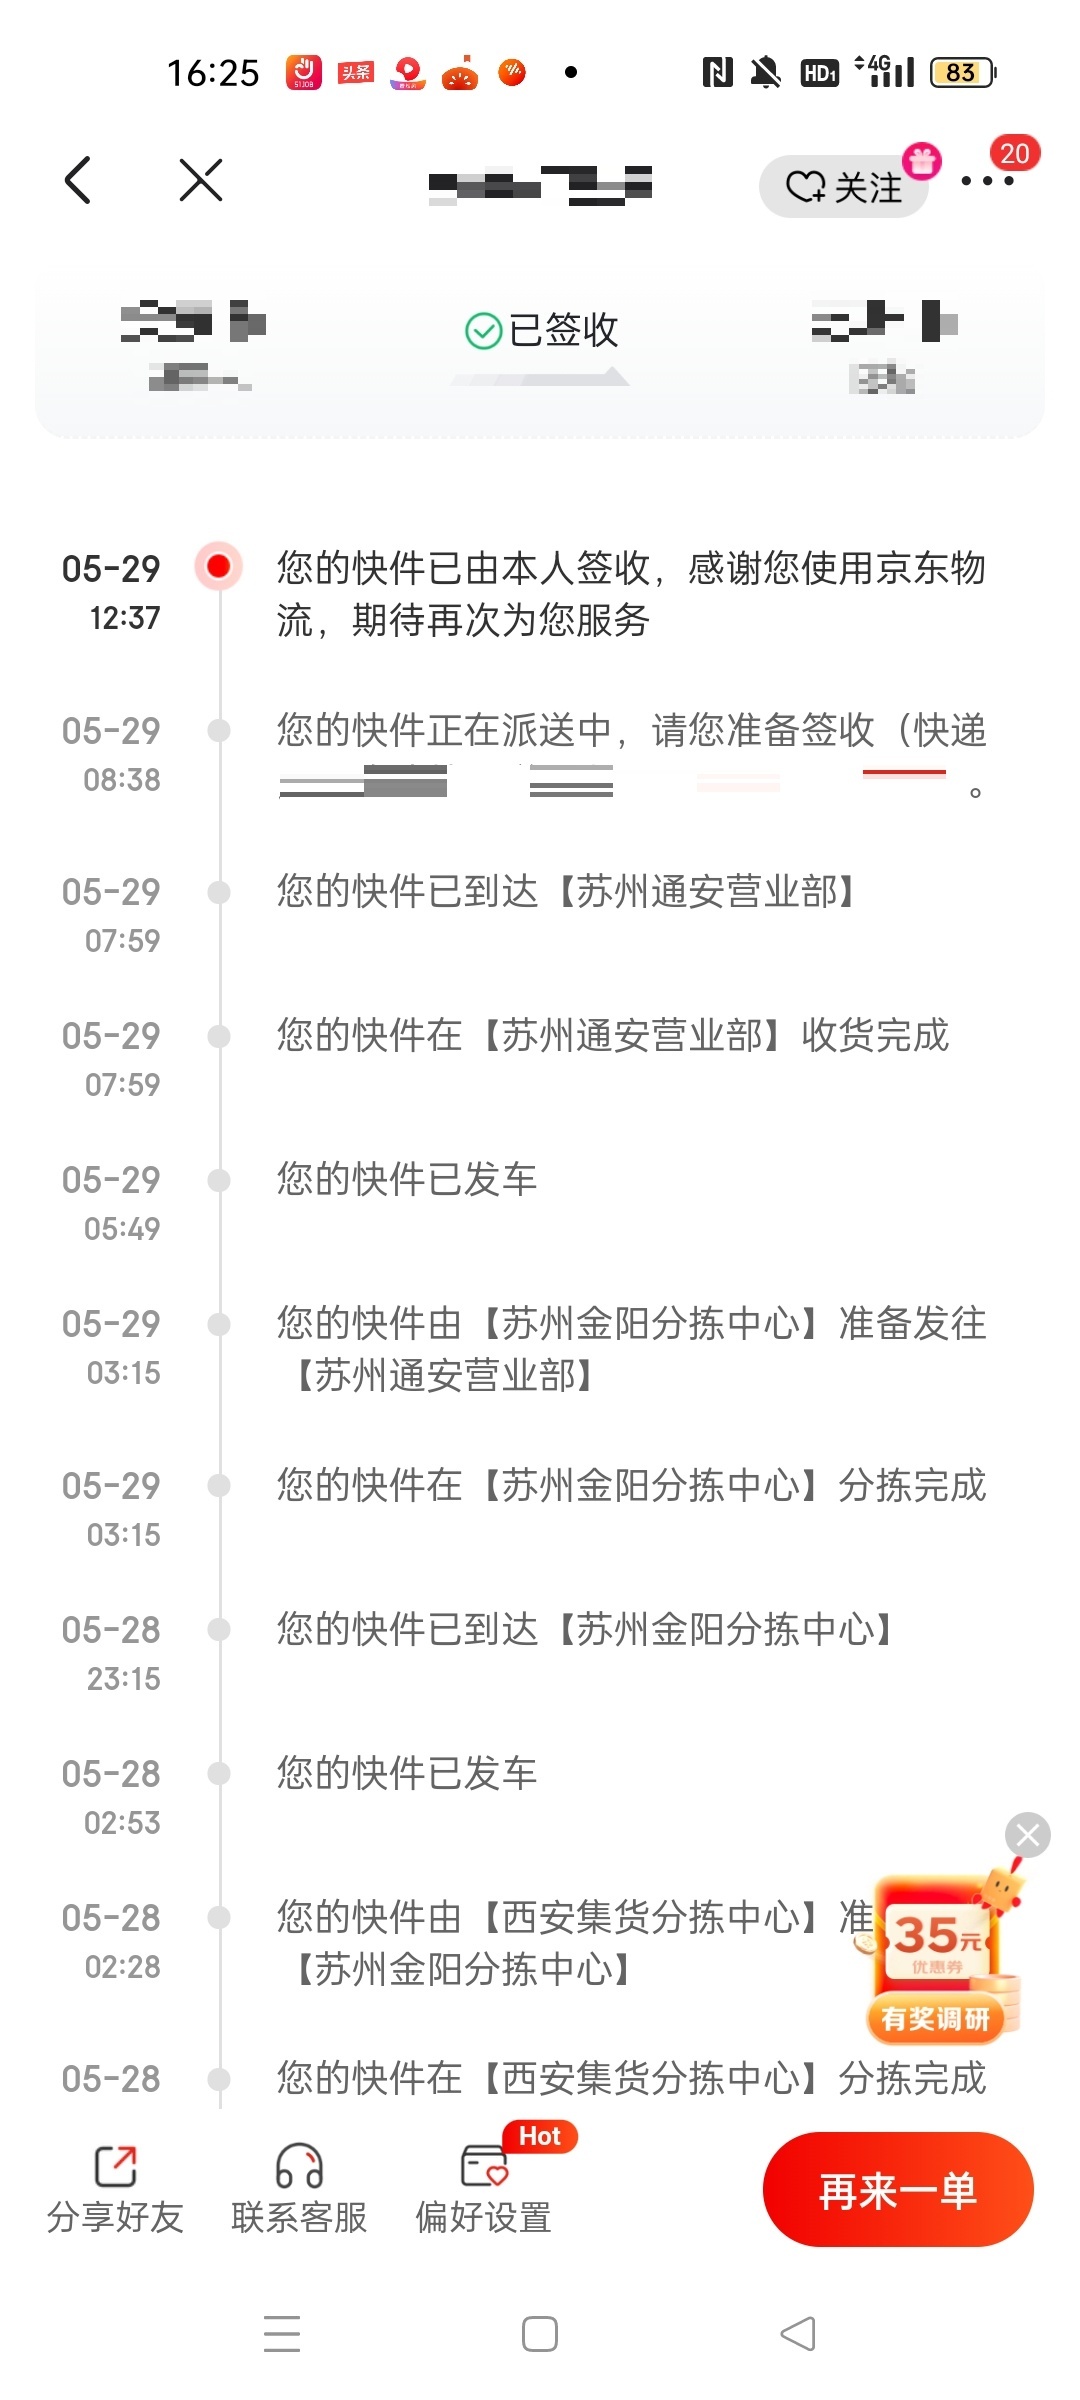 16:25
51JOB
头条
HD1
4G
83
20
关注
已签收
05-29
您的快件已由本人签收，感谢您使用京东物
12:37
流，期待再次为您服务
05-29
您的快件正在派送中，请您准备签收（快递
08:38
。
05-29
您的快件已到达【苏州通安营业部】
07:59
05-29
您的快件在【苏州通安营业部】收货完成
07:59
05-29
您的快件已发车
05:49
05-29
您的快件由【苏州金阳分拣中心】准备发往
03:15
【苏州通安营业部】
05-29
您的快件在【苏州金阳分拣中心】分拣完成
03:15
05-28
您的快件已到达【苏州金阳分拣中心】
23:15
05-28
您的快件已发车
02:53
05-28
您的快件由【西安集货分拣中心】准
02:28
【苏州金阳分拣中心】
35元
优惠券
有奖调研
05-28
您的快件在【西安集货分拣中心】分拣完成
Hot
分享好友
联系客服
偏好设置
再来一单